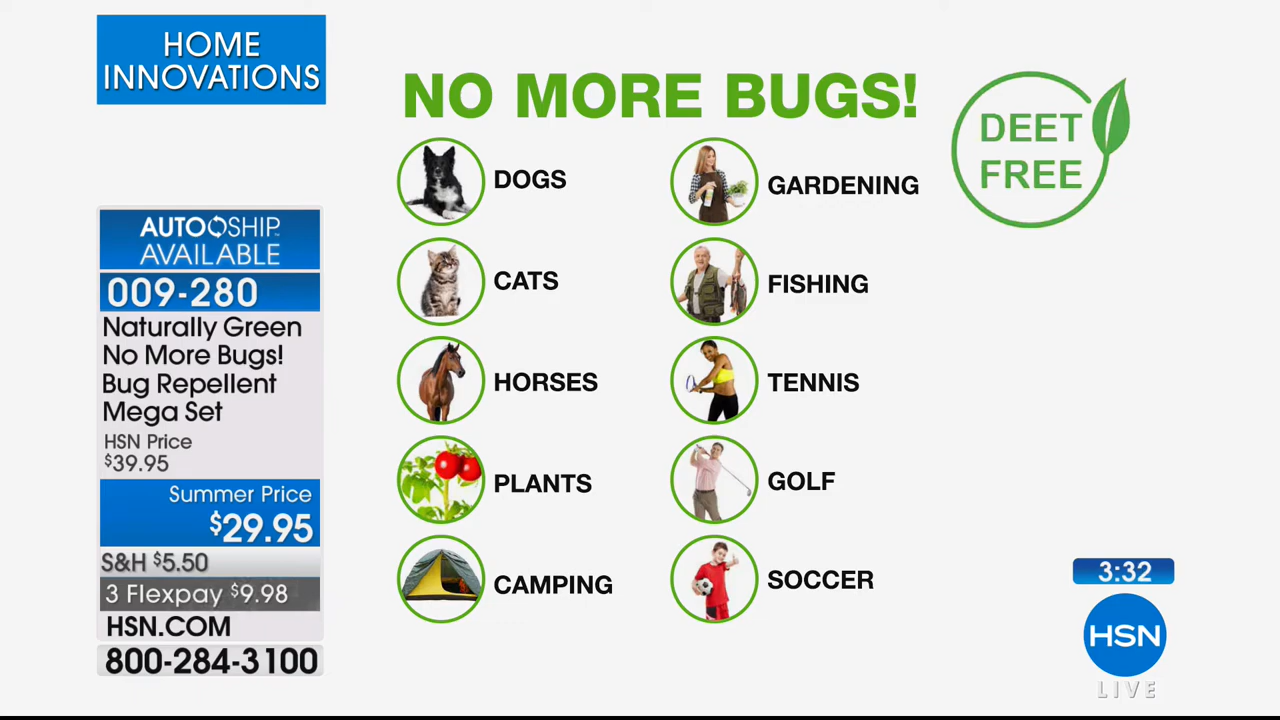 HOME
INNOVATIONS
NO MORE BUGS!
DEET
FREE
DOGS
GARDENING
CATS
FISHING
HORSES
TENNIS
PLANTS
GOLF
CAMPING
SOCCER
AUTOSHIP
AVAILABLE
009-280
Naturally Green
No More Bugs!
Bug Repellent
Mega Set
HSN Price
$39.95
Summer Price
$29.95
S&H $5.50
3 Flexpay $9.98
HSN.COM
800-284-3100
3:32
HSN
LIVE